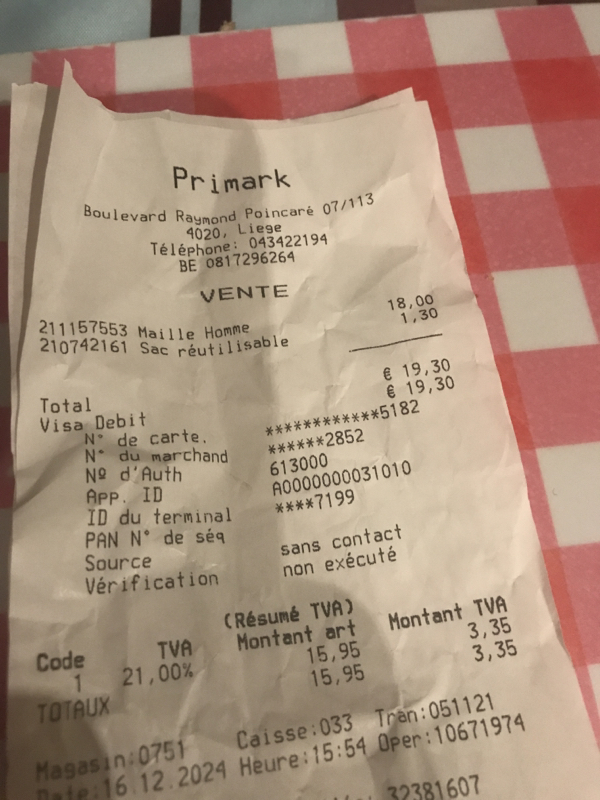 Primark
Boulevard Raymond Poincaré 07/113
4020, Liege
Téléphone: 043422194
BE 0817296264
VENTE
211157553 Maille Homme 18,00
210742161 Sac réutilisable 1,30
Total € 19,30
Visa Debit € 19,30
N° de carte. ************5182
N° du marchand ******2852
Nº d'Auth 613000
App. ID A0000000031010
ID du terminal ****7199
PAN N° de séq
Source sans contact
Vérification non exécuté
(Résumé TVA)
Code TVA Montant art Montant TVA
1 21,00% 15,95 3,35
TOTAUX 15,95 3,35
Magasin:0751 Caisse:033 Tran:051121
Date:16.12.2024 Heure:15:54 Oper:10671974
32381607